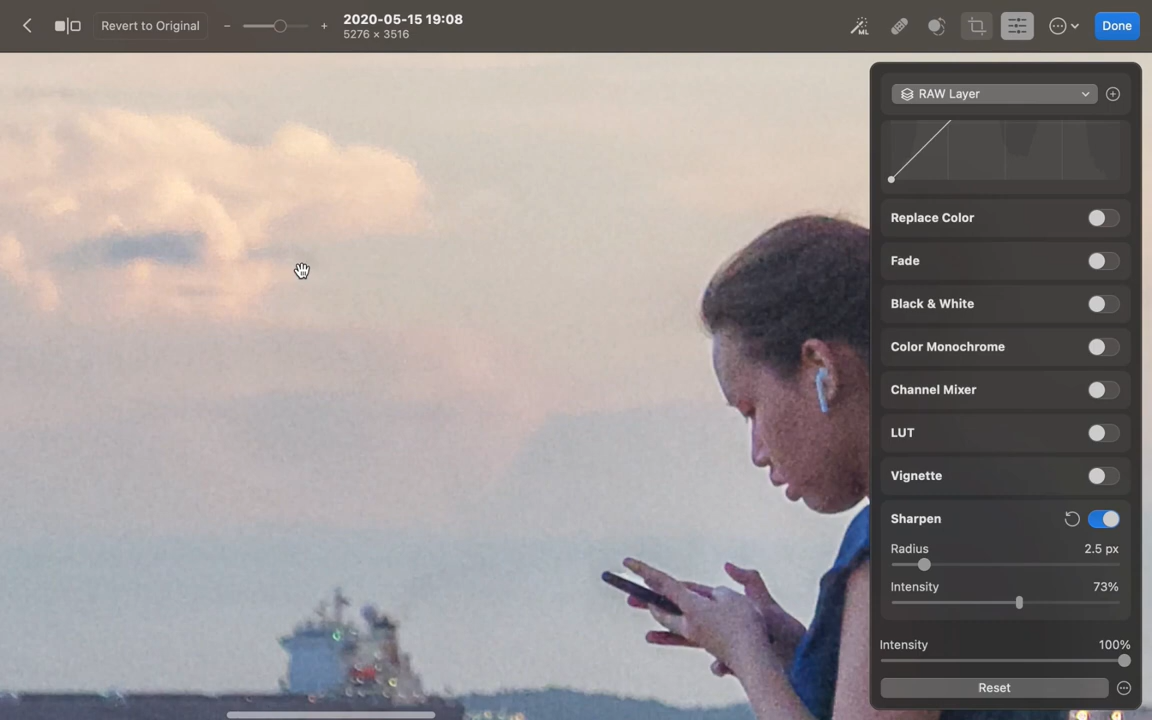 Revert to Original
− +
2020-05-15 19:08
5276 × 3516
ML
Done
RAW Layer
Replace Color
Fade
Black & White
Color Monochrome
Channel Mixer
LUT
Vignette
Sharpen
Radius 2.5 px
Intensity 73%
Intensity 100%
Reset